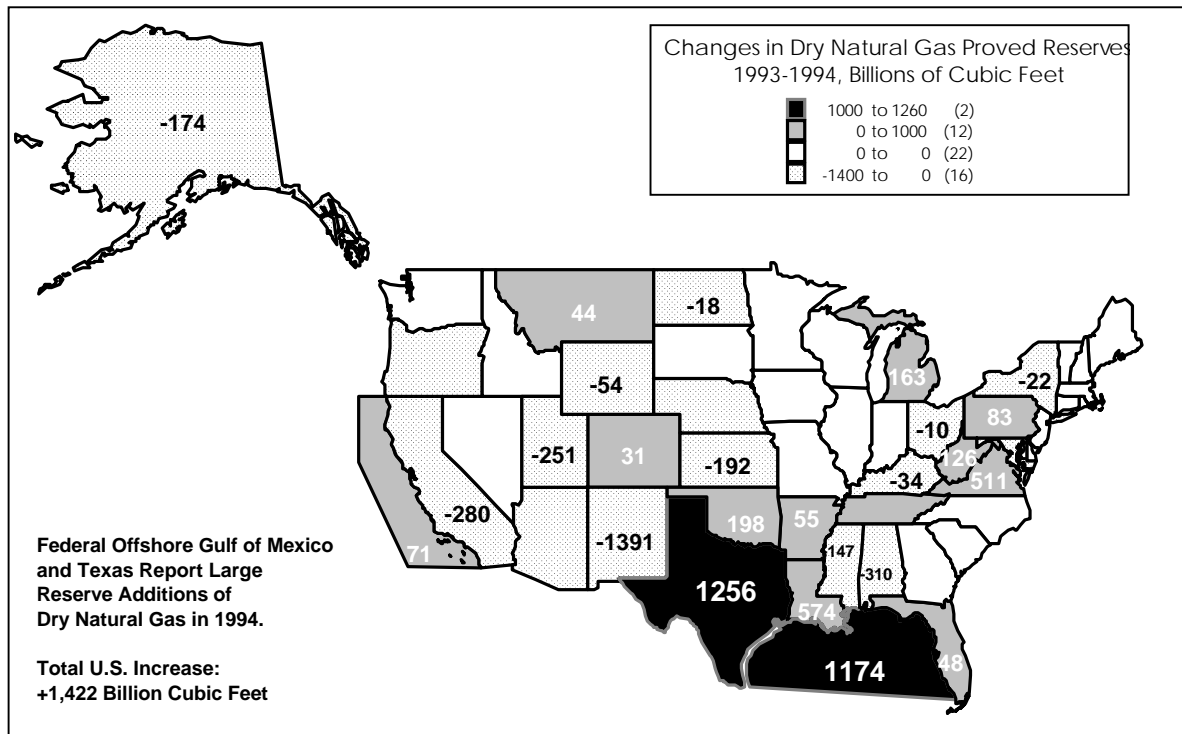 Changes in Dry Natural Gas Proved Reserves
1993-1994, Billions of Cubic Feet
1000 to 1260 (2)
0 to 1000 (12)
0 to 0 (22)
-1400 to 0 (16)
-174
44
-18
-54
163
-22
83
-10
-251
31
-192
126
-34
511
-280
198
55
71
-1391
-147
-310
1256
574
48
1174
Federal Offshore Gulf of Mexico
and Texas Report Large
Reserve Additions of
Dry Natural Gas in 1994.
Total U.S. Increase:
+1,422 Billion Cubic Feet